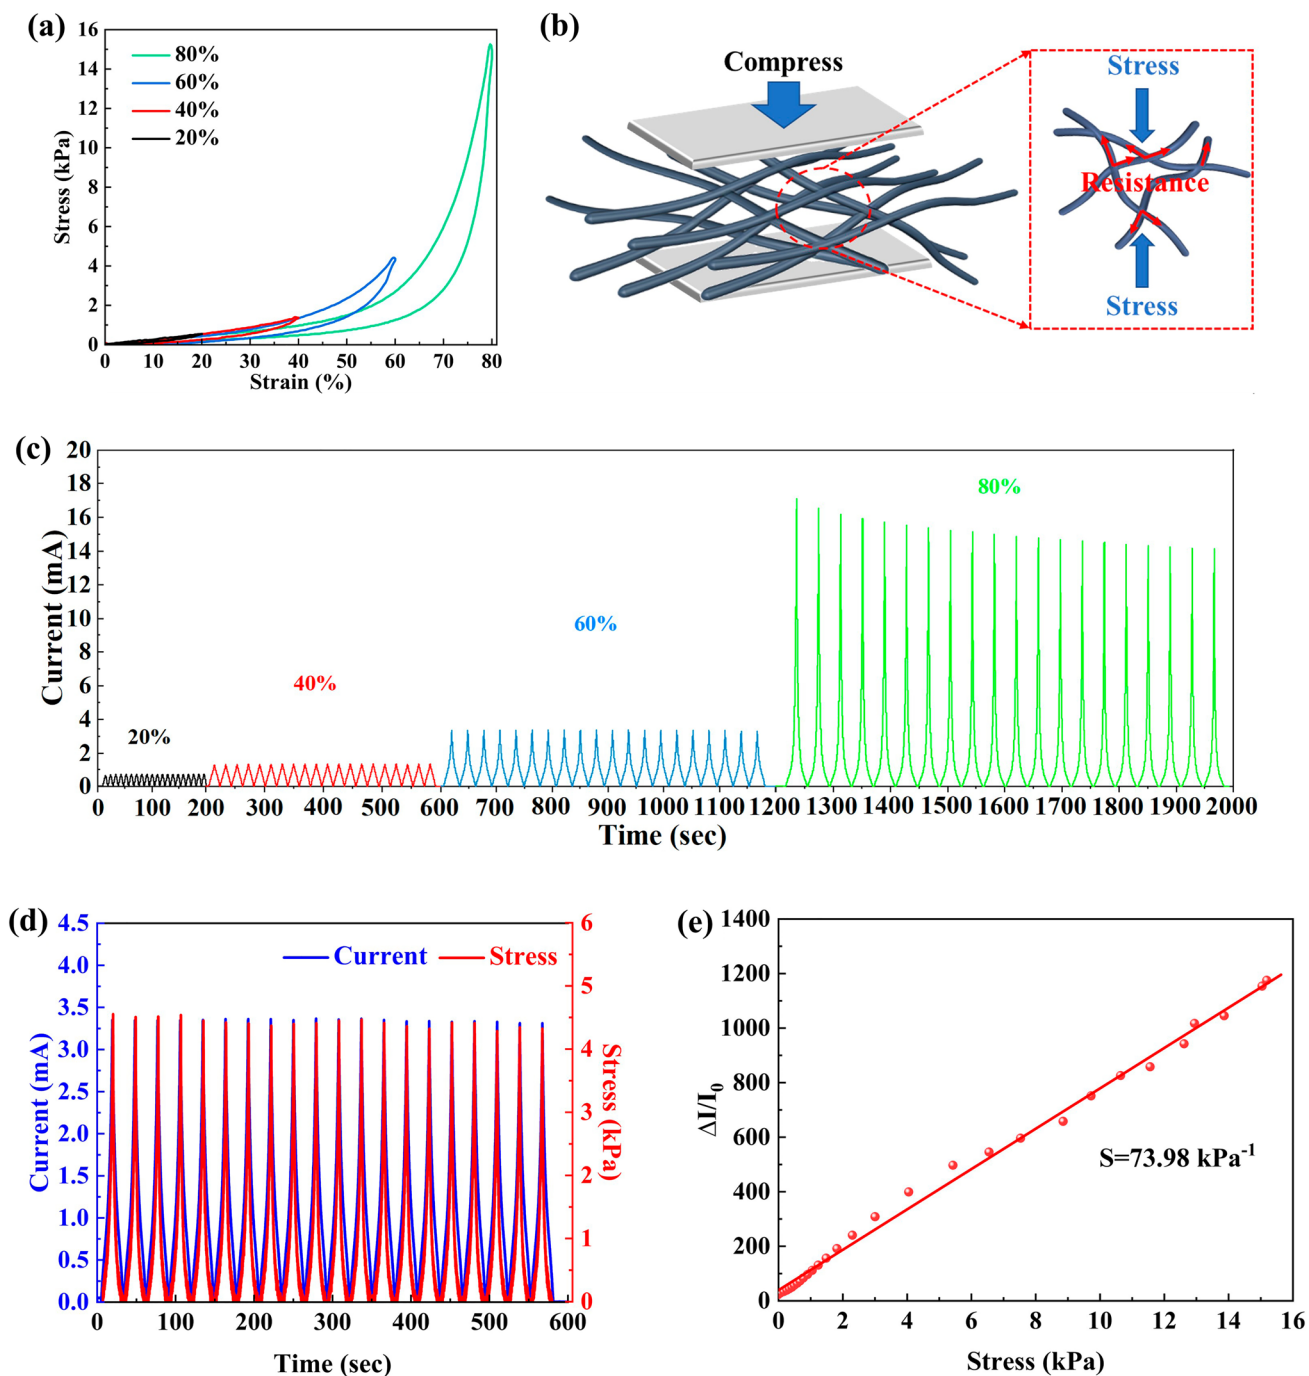 (a)
16
14
12
10
8
6
4
2
0
Stress (kPa)
80%
60%
40%
20%
0 10 20 30 40 50 60 70 80
Strain (%)
(b)
Compress
Stress
Resistance
Stress
(c)
20
18
16
14
12
10
8
6
4
2
0
Current (mA)
20%
40%
60%
80%
0 100 200 300 400 500 600 700 800 900 1000 1100 1200 1300 1400 1500 1600 1700 1800 1900 2000
Time (sec)
(d)
4.5
4.0
3.5
3.0
2.5
2.0
1.5
1.0
0.5
0.0
Current (mA)
Current Stress
6
5
4
3
2
1
0
Stress (kPa)
0 100 200 300 400 500 600
Time (sec)
(e)
1400
1200
1000
800
600
400
200
0
ΔI/I₀
S=73.98 kPa⁻¹
0 2 4 6 8 10 12 14 16
Stress (kPa)